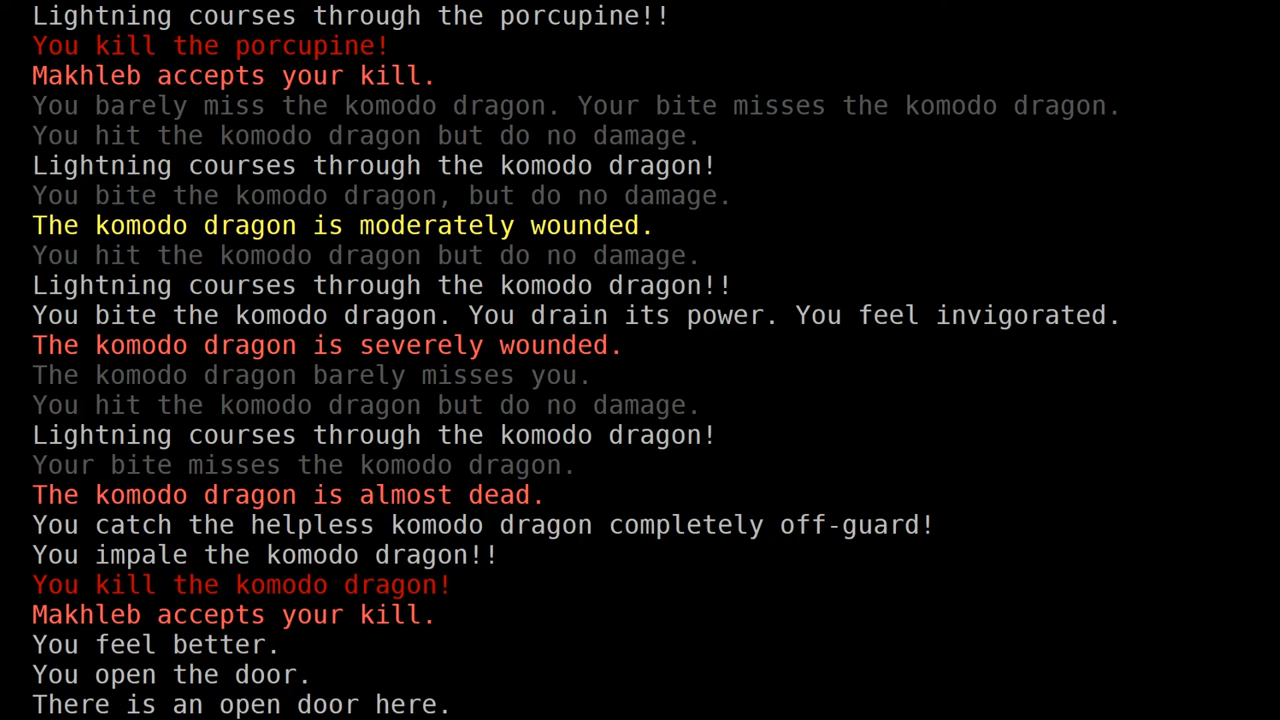 Lightning courses through the porcupine!!
You kill the porcupine!
Makhleb accepts your kill.
You barely miss the komodo dragon. Your bite misses the komodo dragon.
You hit the komodo dragon but do no damage.
Lightning courses through the komodo dragon!
You bite the komodo dragon, but do no damage.
The komodo dragon is moderately wounded.
You hit the komodo dragon but do no damage.
Lightning courses through the komodo dragon!!
You bite the komodo dragon. You drain its power. You feel invigorated.
The komodo dragon is severely wounded.
The komodo dragon barely misses you.
You hit the komodo dragon but do no damage.
Lightning courses through the komodo dragon!
Your bite misses the komodo dragon.
The komodo dragon is almost dead.
You catch the helpless komodo dragon completely off-guard!
You impale the komodo dragon!!
You kill the komodo dragon!
Makhleb accepts your kill.
You feel better.
You open the door.
There is an open door here.